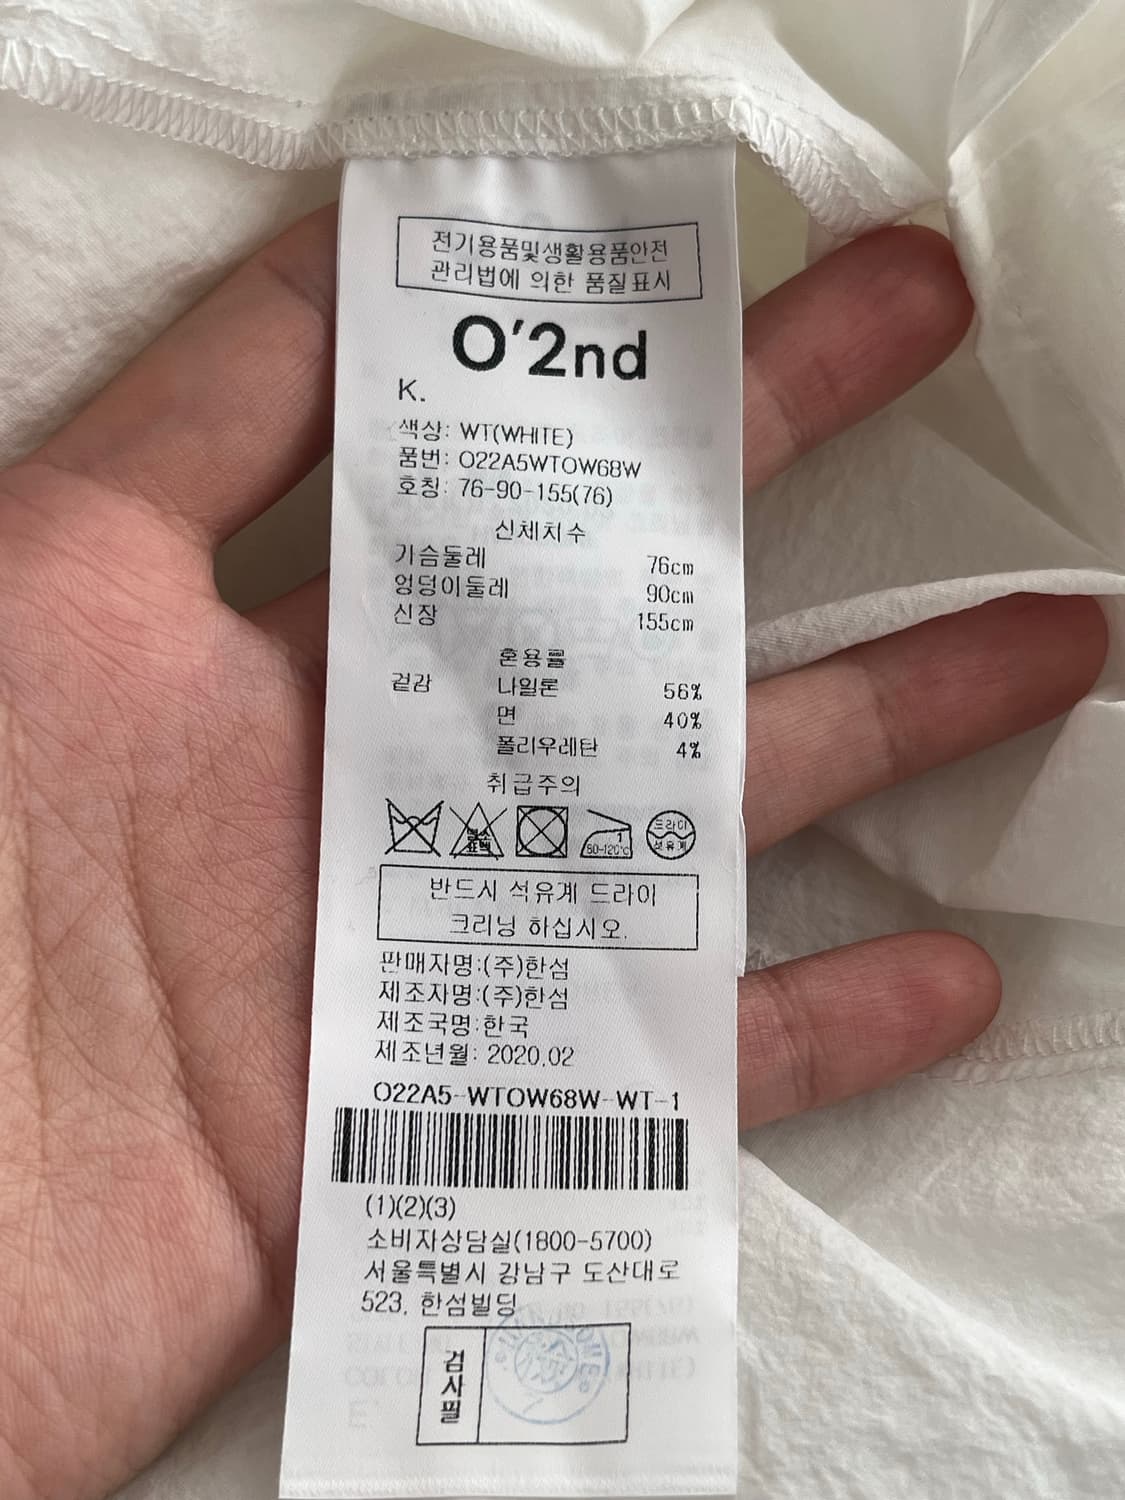 전기용품및생활용품안전
관리법에 의한 품질표시
O'2nd
K.
색상: WT(WHITE)
품번: O22A5WTOW68W
호칭: 76-90-155(76)
신체치수
가슴둘레 76cm
엉덩이둘레 90cm
신장 155cm
혼용률
겉감 나일론 56%
면 40%
폴리우레탄 4%
취급주의
염소
표백
1
80-120℃
드라이
석유계
반드시 석유계 드라이
크리닝 하십시오.
판매자명:(주)한섬
제조자명:(주)한섬
제조국명:한국
제조년월: 2020.02
O22A5-WTOW68W-WT-1
(1)(2)(3)
소비자상담실(1800-5700)
서울특별시 강남구 도산대로
523, 한섬빌딩
검사필